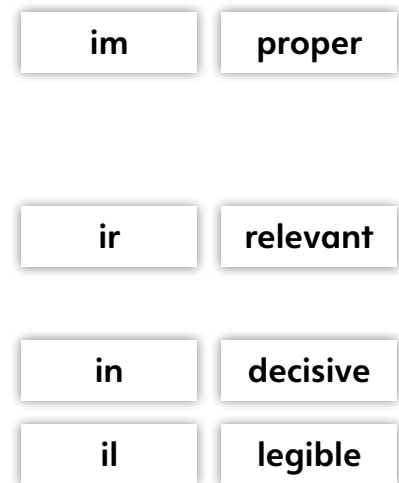 im proper
ir relevant
in decisive
il legible